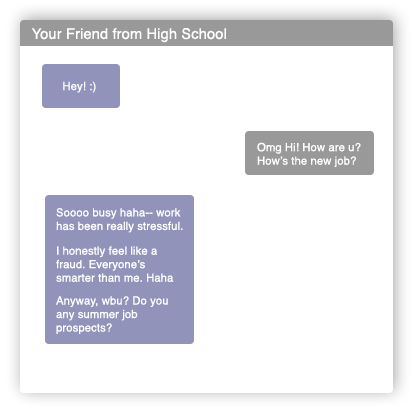 Your Friend from High School
Hey! :)
Omg Hi! How are u?
How's the new job?
Soooo busy haha-- work
has been really stressful.
I honestly feel like a
fraud. Everyone's
smarter than me. Haha
Anyway, wbu? Do you
any summer job
prospects?